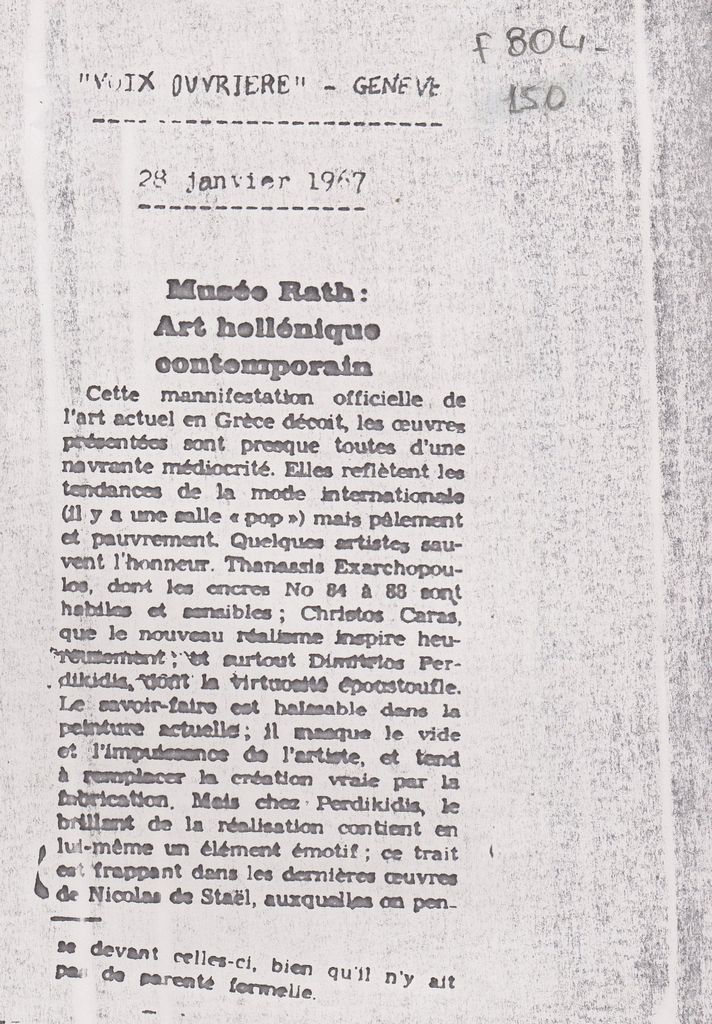 F 804-
150
"VOIX OUVRIERE" - GENEVE
28 janvier 1967
Musée Rath:
Art hellénique
contemporain
Cette mannifestation officielle de
l'art actuel en Grèce décoit, les œuvres
présentées sont presque toutes d'une
navrante médiocrité. Elles reflètent les
tendances de la mode internationale
(il y a une salle « pop ») mais pâlement
et pauvrement. Quelques artistes sau-
vent l'honneur. Thanassis Exarchopou-
los, dont les encres No 84 à 88 sont
habiles et sensibles ; Christos Caras,
que le nouveau réalisme inspire heu-
reusement ; et surtout Dimitrios Per-
dikidis, dont la virtuosité époustoufle.
Le savoir-faire est haïssable dans la
peinture actuelle ; il masque le vide
et l'impuissance de l'artiste, et tend
à remplacer la création vraie par la
fabrication. Mais chez Perdikidis, le
brillant de la réalisation contient en
lui-même un élément émotif ; ce trait
est frappant dans les dernières œuvres
de Nicolas de Staël, auxquelles on pen-
se devant celles-ci, bien qu'il n'y ait
pas de parenté formelle.